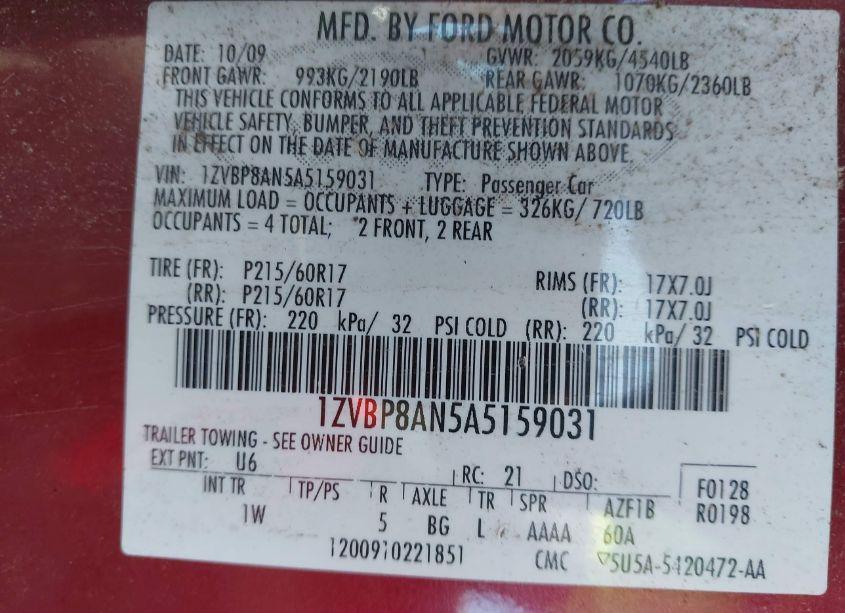 MFD. BY FORD MOTOR CO.
DATE: 10/09 GVWR: 2059KG/4540LB
FRONT GAWR: 993KG/2190LB REAR GAWR: 1070KG/2360LB
THIS VEHICLE CONFORMS TO ALL APPLICABLE FEDERAL MOTOR
VEHICLE SAFETY, BUMPER, AND THEFT PREVENTION STANDARDS
IN EFFECT ON THE DATE OF MANUFACTURE SHOWN ABOVE.
VIN: 1ZVBP8AN5A5159031 TYPE: Passenger Car
MAXIMUM LOAD = OCCUPANTS + LUGGAGE = 326KG/ 720LB
OCCUPANTS = 4 TOTAL; 2 FRONT, 2 REAR
TIRE (FR): P215/60R17 RIMS (FR): 17X7.0J
(RR): P215/60R17 (RR): 17X7.0J
PRESSURE (FR): 220 kPa/ 32 PSI COLD (RR): 220 kPa/ 32 PSI COLD
1ZVBP8AN5A5159031
TRAILER TOWING - SEE OWNER GUIDE
EXT PNT: U6 RC: 21 DSO: F0128
INT TR TP/PS R AXLE TR SPR AZF1B R0198
1W 5 BG L AAAA 60A
1200910221851 CMC ▽5U5A-5420472-AA